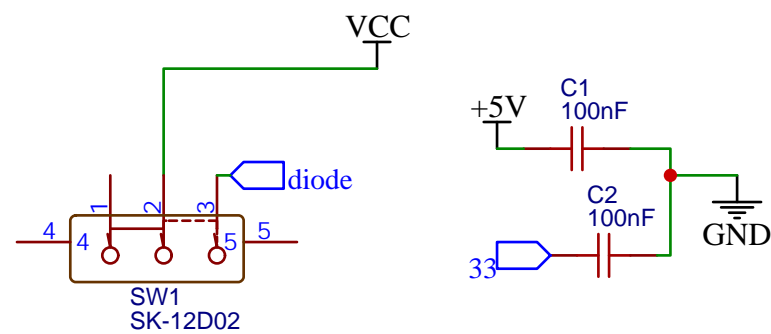 VCC
C1
100nF
+5V
diode
1
2
3
C2
100nF
4
4
5
5
GND
33
SW1
SK-12D02